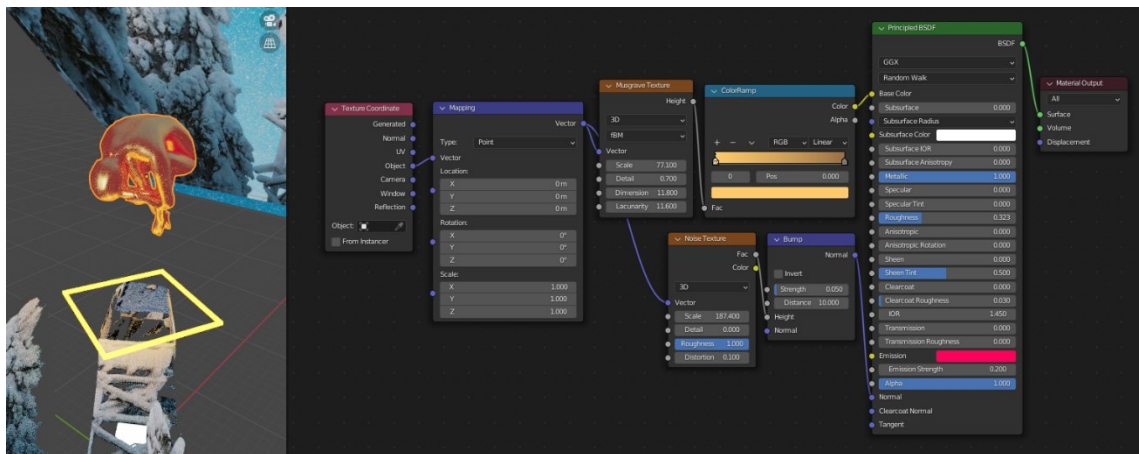 Texture Coordinate
Generated
Normal
UV
Object
Camera
Window
Reflection
Object:
From Instancer
Mapping
Vector
Type: Point
Vector
Location:
X 0 m
Y 0 m
Z 0 m
Rotation:
X 0°
Y 0°
Z 0°
Scale:
X 1.000
Y 1.000
Z 1.000
Musgrave Texture
Height
3D
fBM
Vector
Scale 77.100
Detail 0.700
Dimension 11.800
Lacunarity 11.600
ColorRamp
Color
Alpha
RGB Linear
0 Pos 0.000
Fac
Noise Texture
Fac
Color
3D
Vector
Scale 187.400
Detail 0.000
Roughness 1.000
Distortion 0.100
Bump
Normal
Invert
Strength 0.050
Distance 10.000
Height
Normal
Principled BSDF
BSDF
GGX
Random Walk
Base Color
Subsurface 0.000
Subsurface Radius
Subsurface Color
Subsurface IOR 0.000
Subsurface Anisotropy 0.000
Metallic 1.000
Specular 0.000
Specular Tint 0.000
Roughness 0.323
Anisotropic 0.000
Anisotropic Rotation 0.000
Sheen 0.000
Sheen Tint 0.500
Clearcoat 0.000
Clearcoat Roughness 0.030
IOR 1.450
Transmission 0.000
Transmission Roughness 0.000
Emission
Emission Strength 0.200
Alpha 1.000
Normal
Clearcoat Normal
Tangent
Material Output
All
Surface
Volume
Displacement